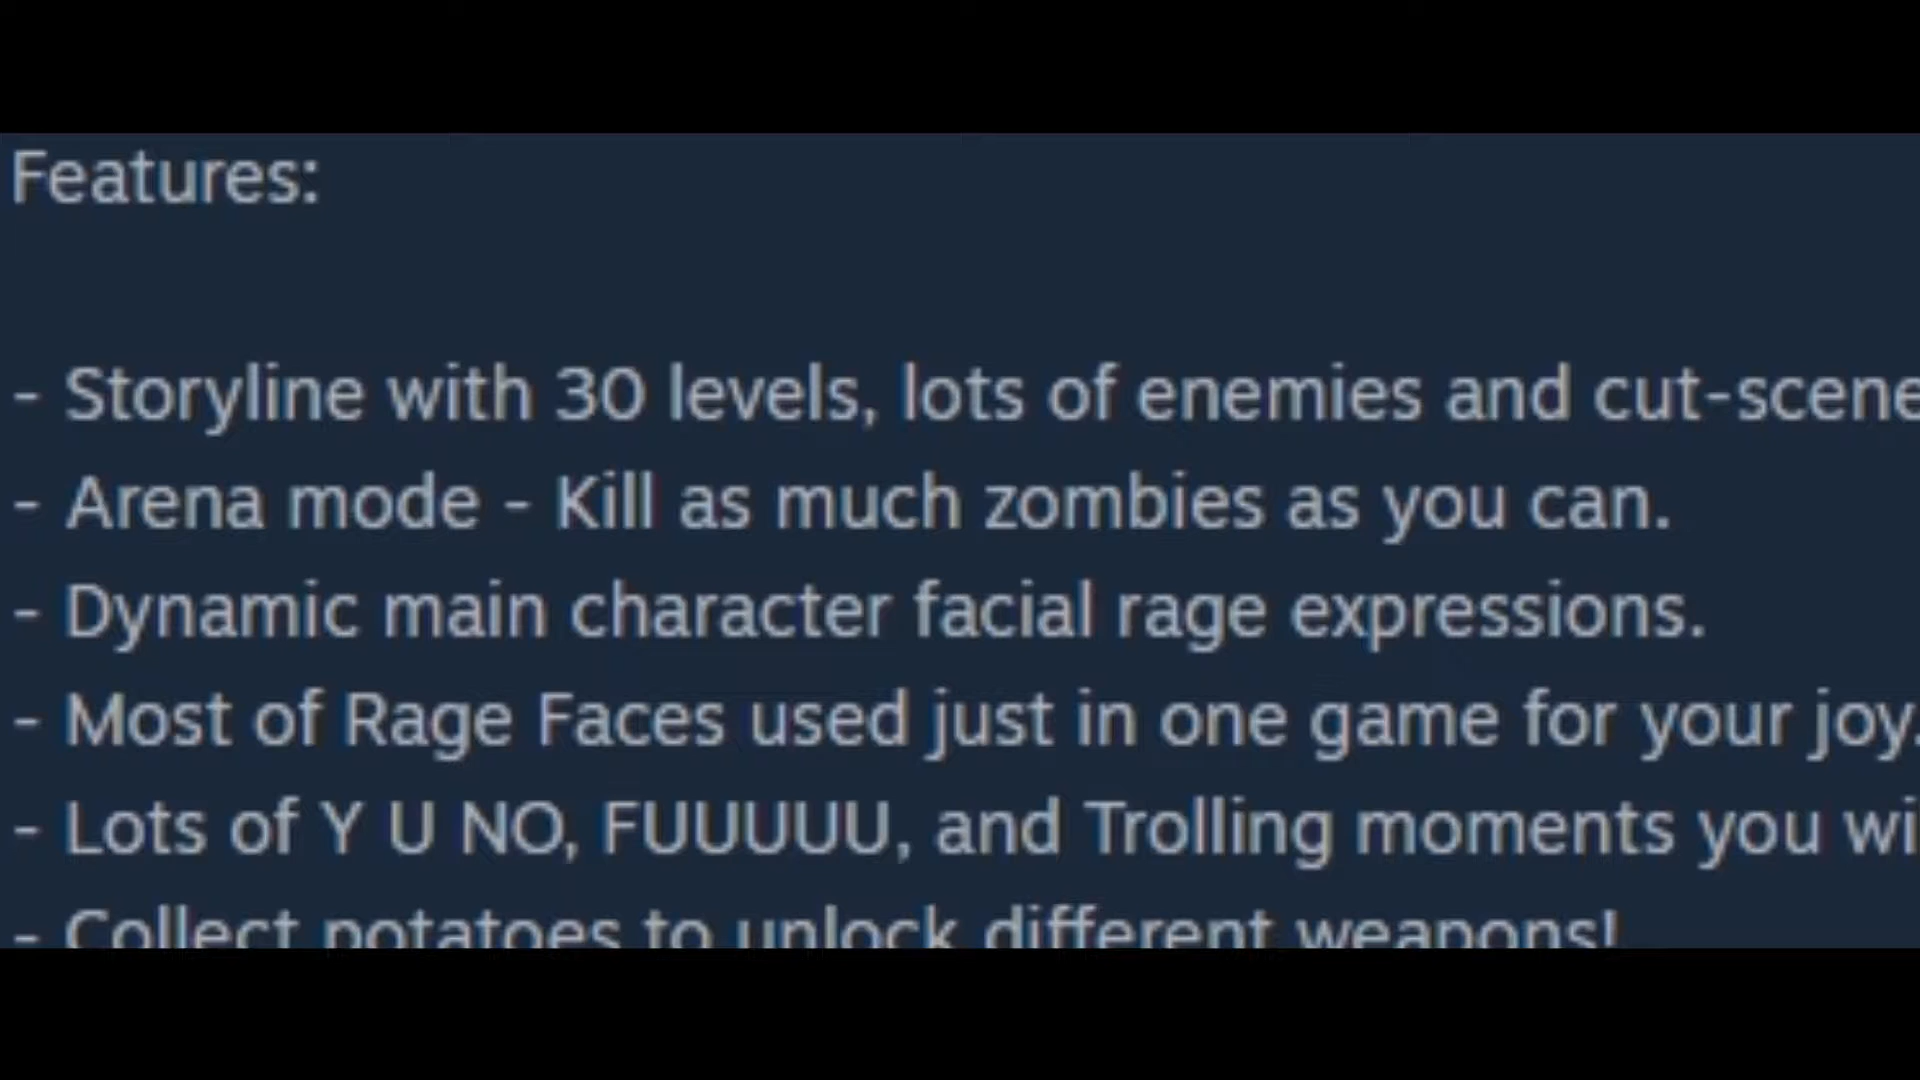 Features:
- Storyline with 30 levels, lots of enemies and cut-scene
- Arena mode - Kill as much zombies as you can.
- Dynamic main character facial rage expressions.
- Most of Rage Faces used just in one game for your joy.
- Lots of Y U NO, FUUUUU, and Trolling moments you wi
- Collect potatoes to unlock different weapons!